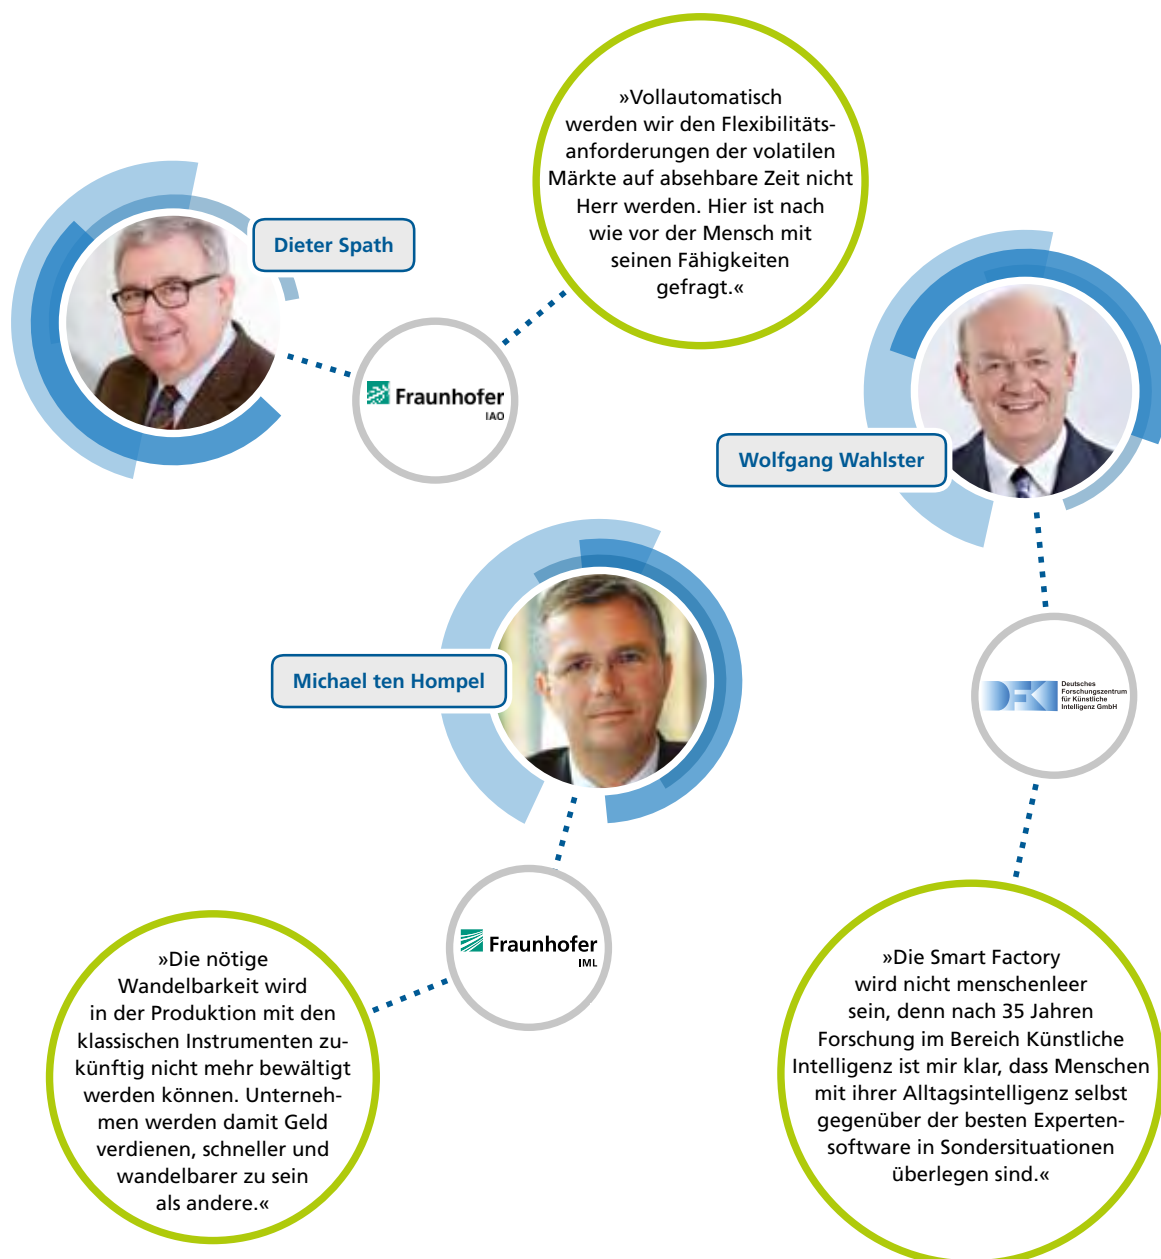 »Vollautomatisch
werden wir den Flexibilitäts-
anforderungen der volatilen
Märkte auf absehbare Zeit nicht
Herr werden. Hier ist nach
wie vor der Mensch mit
seinen Fähigkeiten
gefragt.«
Dieter Spath
Fraunhofer
IAO
Wolfgang Wahlster
Michael ten Hompel
DFKI
Deutsches
Forschungszentrum
für Künstliche
Intelligenz GmbH
Fraunhofer
IML
»Die nötige
Wandelbarkeit wird
in der Produktion mit den
klassischen Instrumenten zu-
künftig nicht mehr bewältigt
werden können. Unterneh-
men werden damit Geld
verdienen, schneller und
wandelbarer zu sein
als andere.«
»Die Smart Factory
wird nicht menschenleer
sein, denn nach 35 Jahren
Forschung im Bereich Künstliche
Intelligenz ist mir klar, dass Menschen
mit ihrer Alltagsintelligenz selbst
gegenüber der besten Experten-
software in Sondersituationen
überlegen sind.«